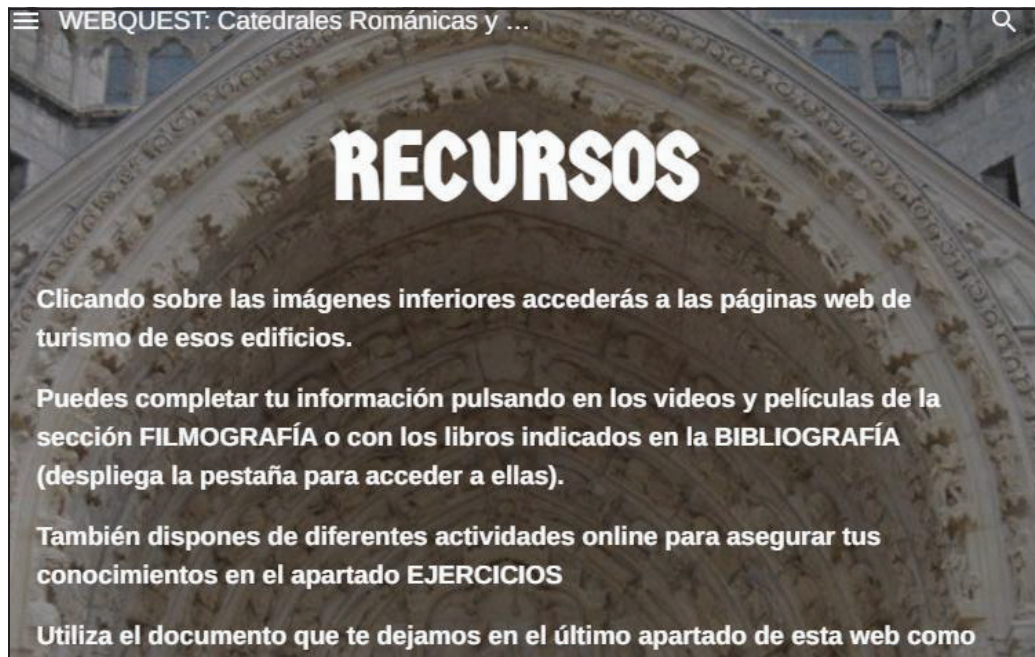 WEBQUEST: Catedrales Románicas y ...
RECURSOS
Clicando sobre las imágenes inferiores accederás a las páginas web de
turismo de esos edificios.
Puedes completar tu información pulsando en los videos y películas de la
sección FILMOGRAFÍA o con los libros indicados en la BIBLIOGRAFÍA
(despliega la pestaña para acceder a ellas).
También dispones de diferentes actividades online para asegurar tus
conocimientos en el apartado EJERCICIOS
Utiliza el documento que te dejamos en el último apartado de esta web como